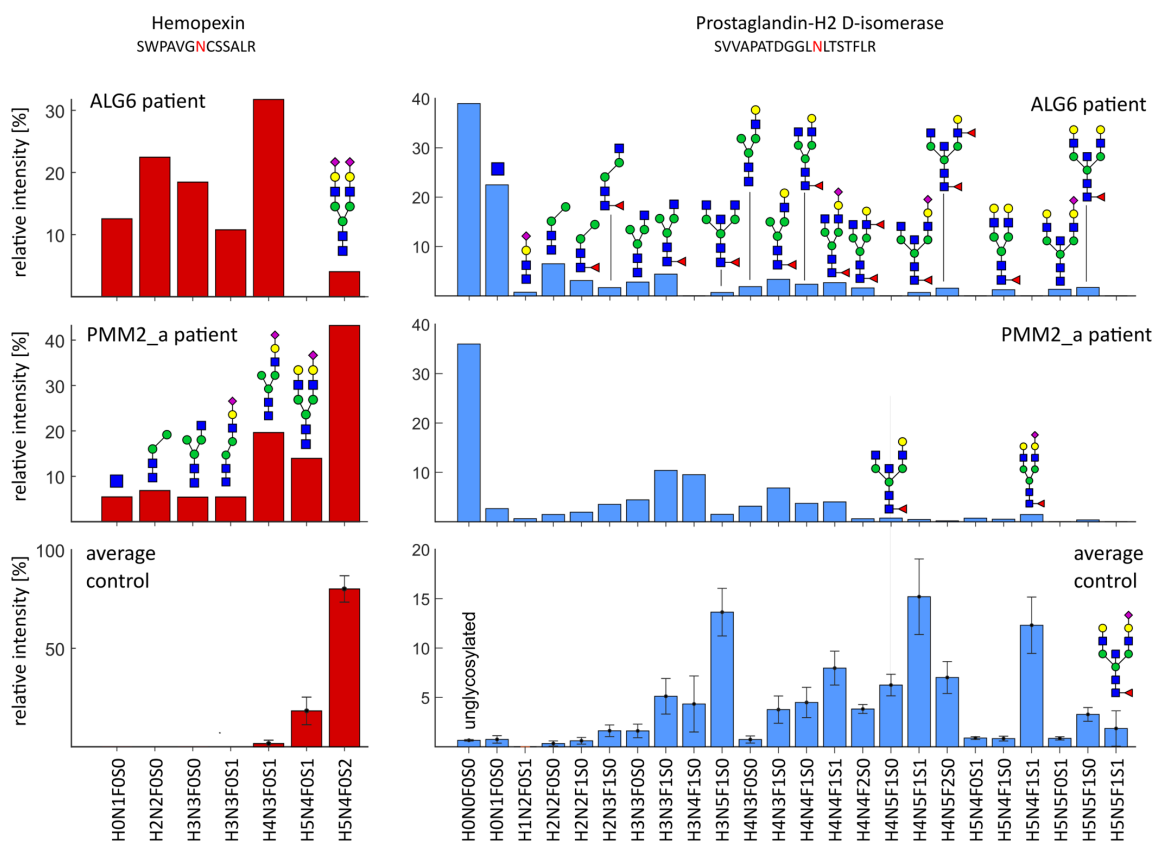 Hemopexin
SWPAVGNCSSALR
Prostaglandin-H2 D-isomerase
SVVAPATDGGLNLTSTFLR
relative intensity [%]
30
20
10
ALG6 patient
40
30
20
10
ALG6 patient
relative intensity [%]
40
30
20
10
PMM2_a patient
40
30
20
10
PMM2_a patient
relative intensity [%]
100
50
average
control
20
15
10
5
unglycosylated
average
control
H0N1F0S0
H2N2F0S0
H3N3F0S0
H3N3F0S1
H4N3F0S1
H5N4F0S1
H5N4F0S2
H0N0F0S0
H0N1F0S0
H1N2F0S1
H2N2F0S0
H2N2F1S0
H2N3F1S0
H3N3F0S0
H3N3F1S0
H3N4F1S0
H3N5F1S0
H4N3F0S0
H4N3F1S0
H4N4F1S0
H4N4F1S1
H4N4F2S0
H4N5F1S0
H4N5F1S1
H4N5F2S0
H5N4F0S1
H5N4F1S0
H5N4F1S1
H5N5F0S1
H5N5F1S0
H5N5F1S1